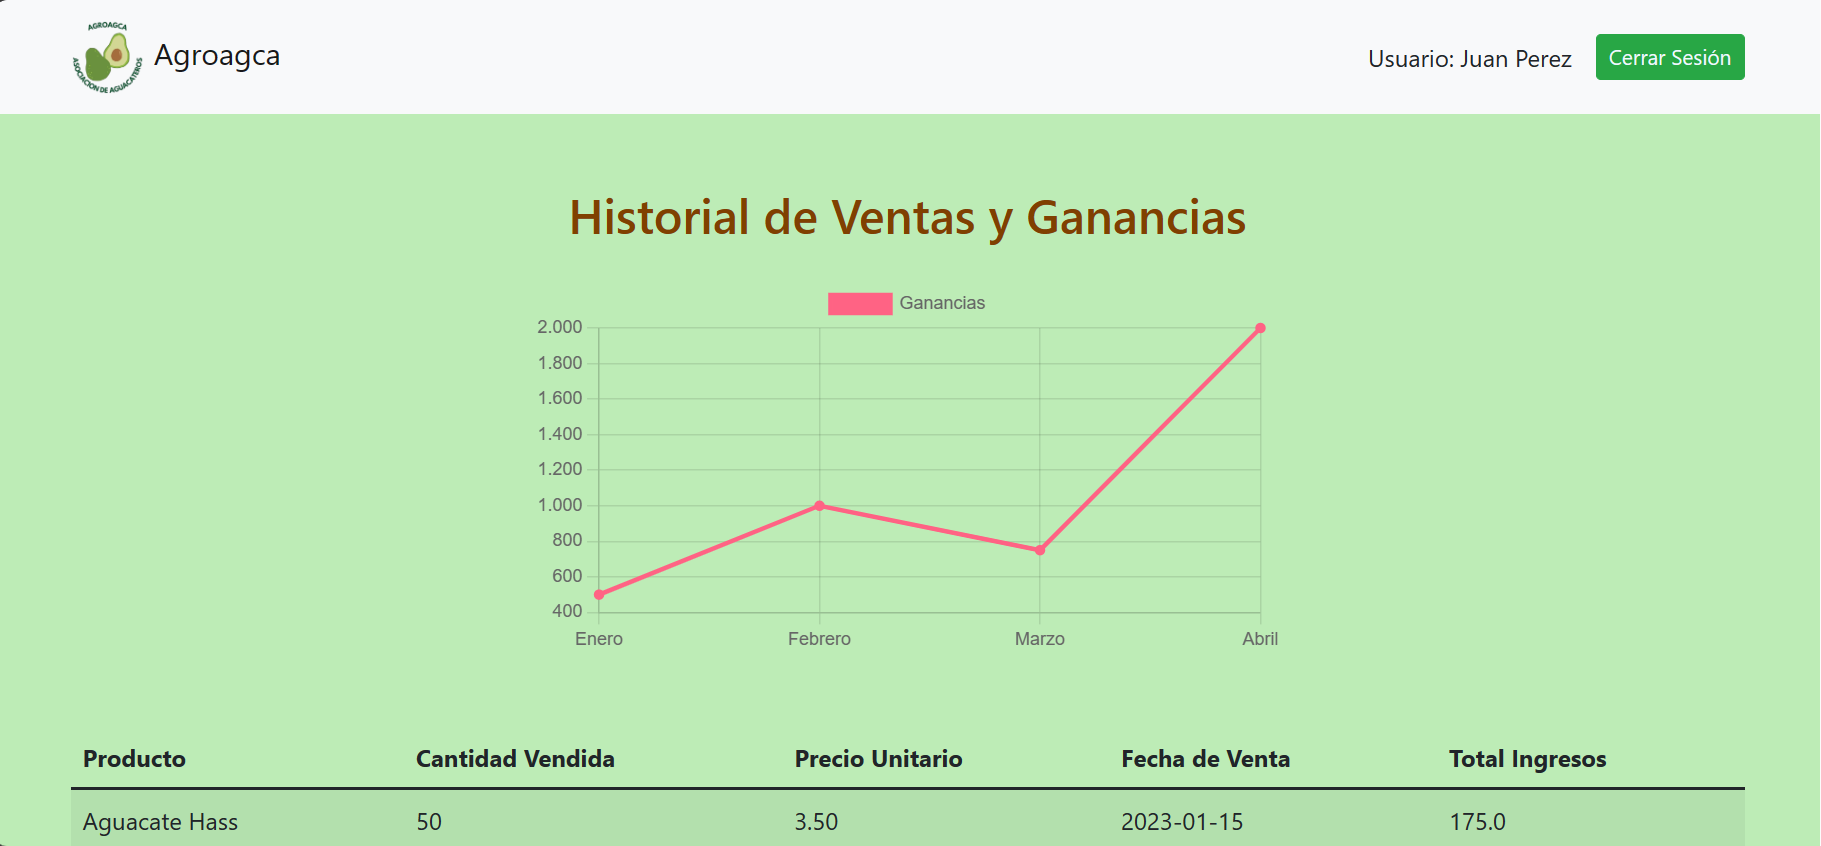 AGROAGCA
ASOCIACION DE AGUACATEROS
Agroagca
Usuario: Juan Perez
Cerrar Sesión
Historial de Ventas y Ganancias
Ganancias
2.000
1.800
1.600
1.400
1.200
1.000
800
600
400
Enero Febrero Marzo Abril
Producto Cantidad Vendida Precio Unitario Fecha de Venta Total Ingresos
Aguacate Hass 50 3.50 2023-01-15 175.0